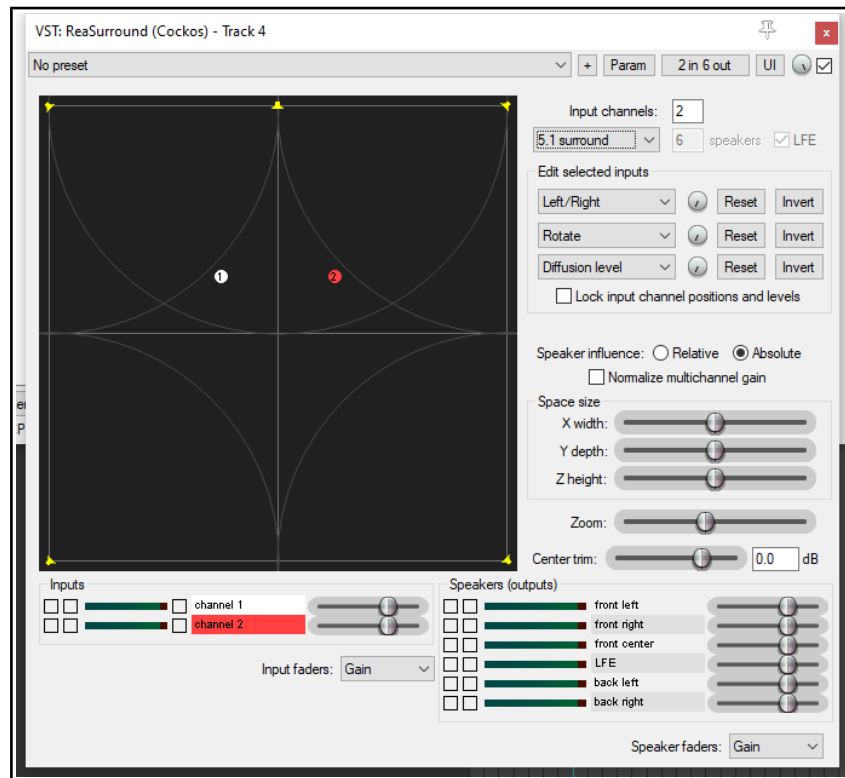 VST: ReaSurround (Cockos) - Track 4
x
No preset
+ Param 2 in 6 out UI
Input channels: 2
5.1 surround 6 speakers LFE
Edit selected inputs
Left/Right Reset Invert
Rotate Reset Invert
Diffusion level Reset Invert
Lock input channel positions and levels
1 2
Speaker influence: Relative Absolute
Normalize multichannel gain
Space size
X width:
Y depth:
Z height:
Zoom:
Center trim: 0.0 dB
Inputs
channel 1
channel 2
Input faders: Gain
Speakers (outputs)
front left
front right
front center
LFE
back left
back right
Speaker faders: Gain